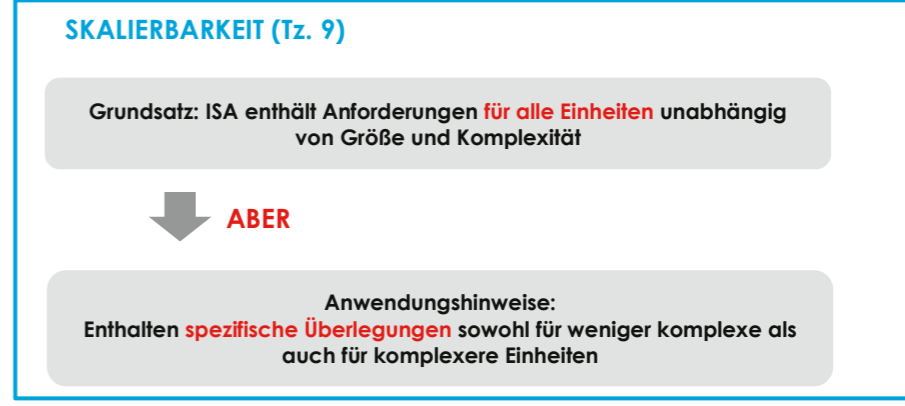 SKALIERBARKEIT (Tz. 9)
Grundsatz: ISA enthält Anforderungen für alle Einheiten unabhängig
von Größe und Komplexität
ABER
Anwendungshinweise:
Enthalten spezifische Überlegungen sowohl für weniger komplexe als
auch für komplexere Einheiten